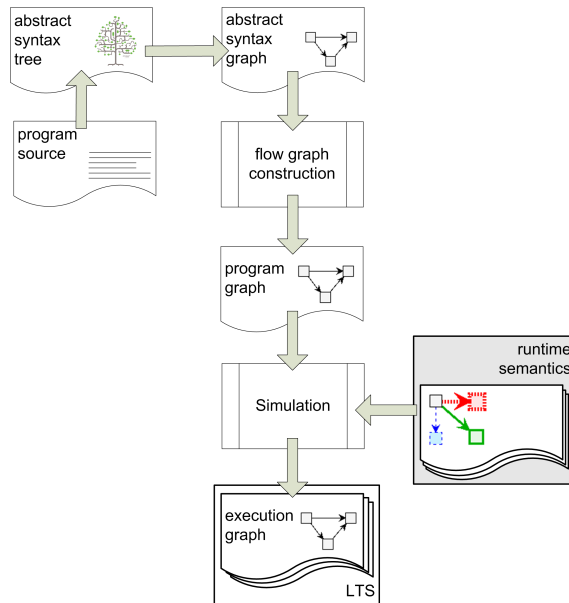 abstract
syntax
tree
abstract
syntax
graph
program
source
flow graph
construction
program
graph
runtime
semantics
Simulation
execution
graph
LTS